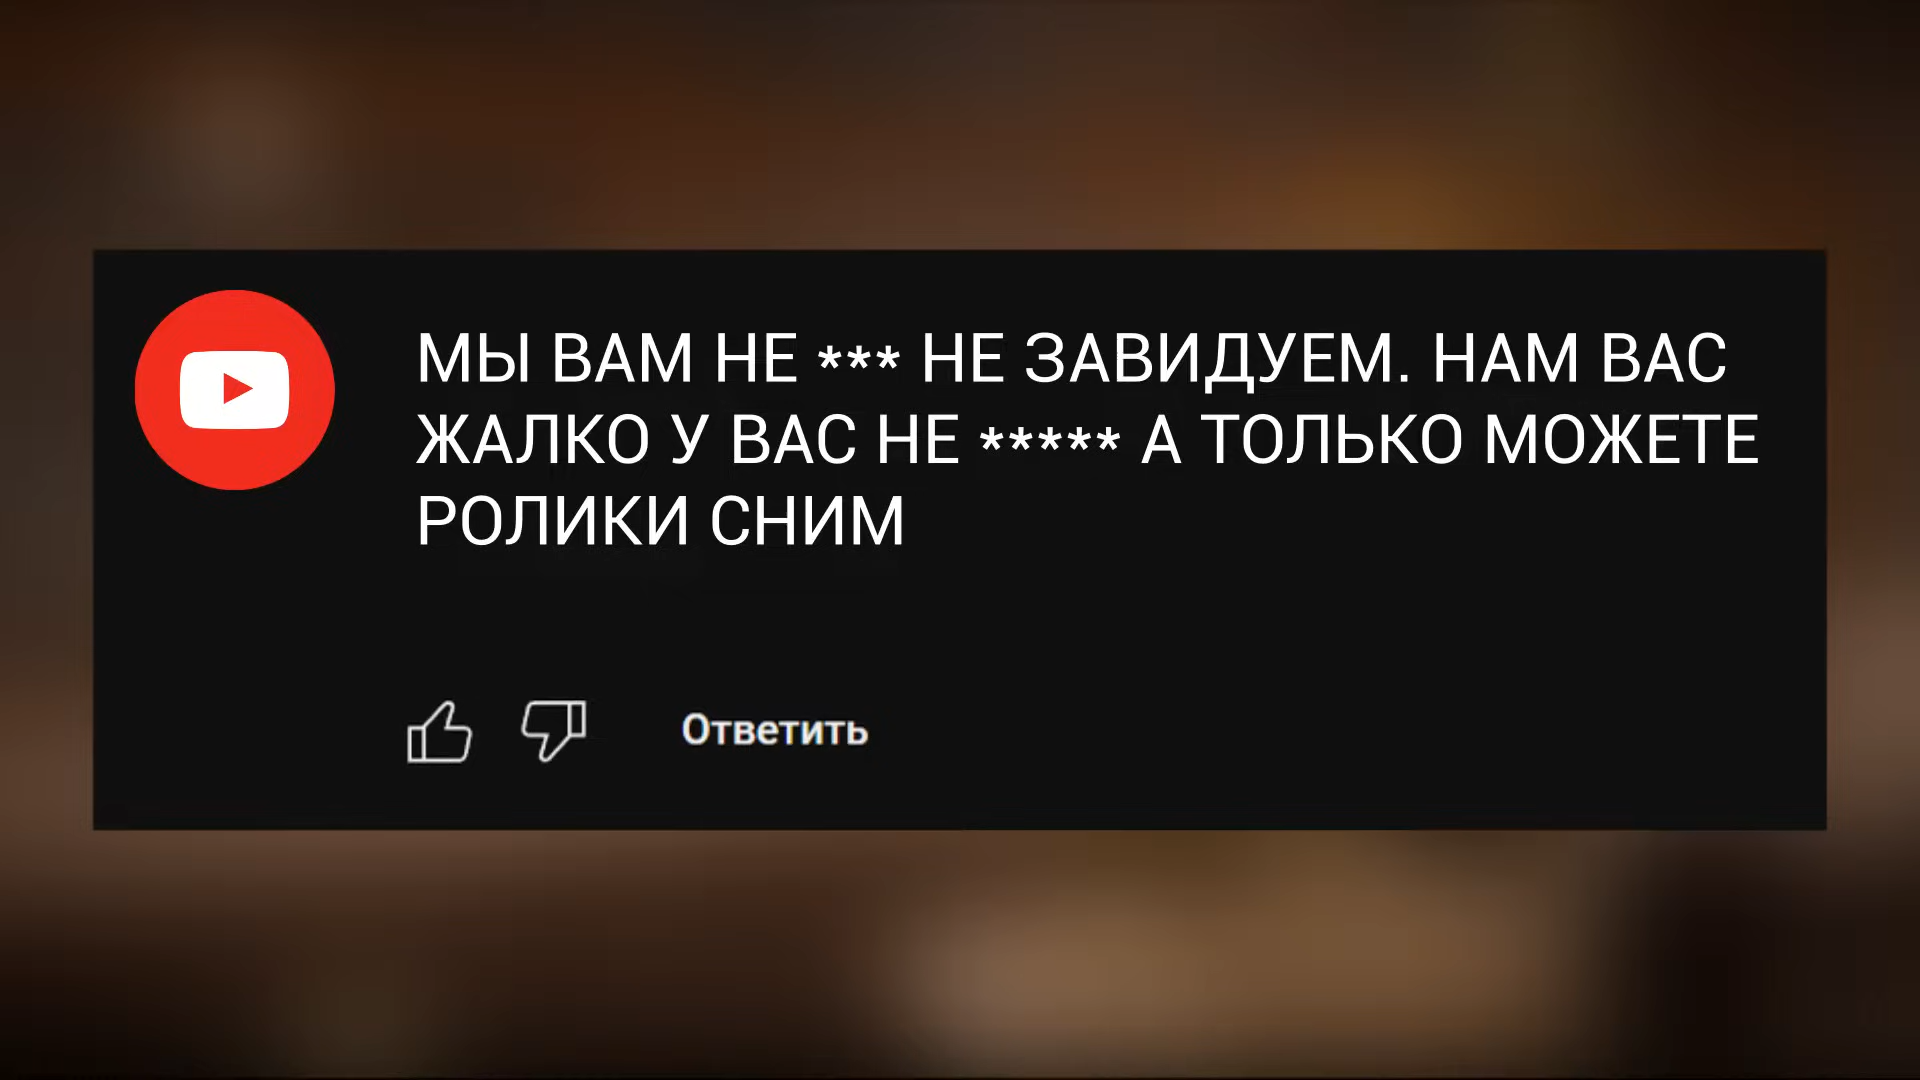 МЫ ВАМ НЕ *** НЕ ЗАВИДУЕМ. НАМ ВАС
ЖАЛКО У ВАС НЕ ***** А ТОЛЬКО МОЖЕТЕ
РОЛИКИ СНИМ
Ответить